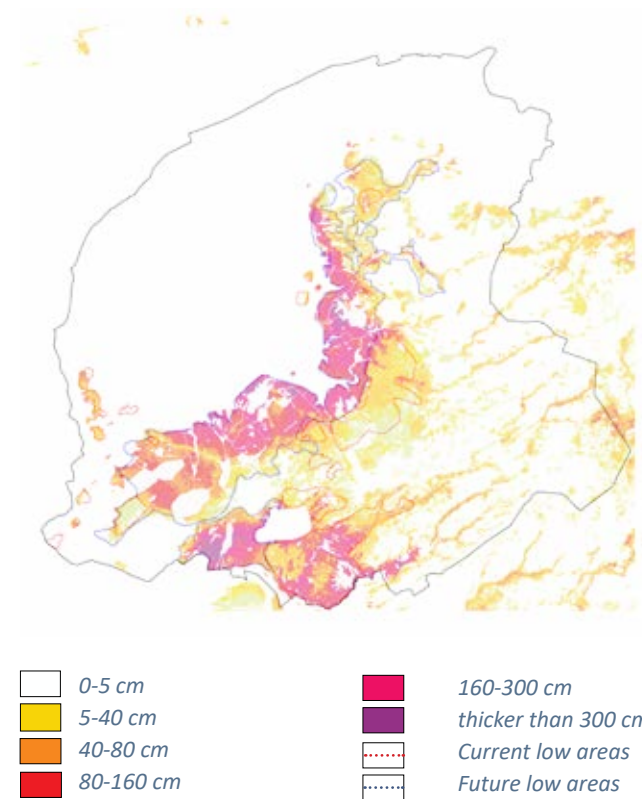 0-5 cm
5-40 cm
40-80 cm
80-160 cm
160-300 cm
thicker than 300 cm
Current low areas
Future low areas